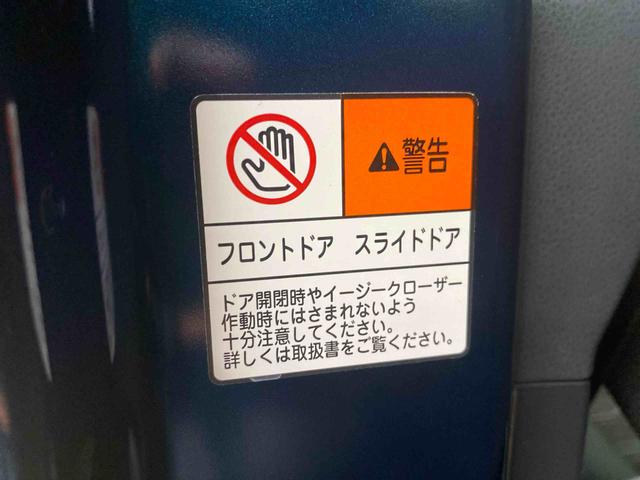 警告
フロントドア　スライドドア
ドア開閉時やイージークローザー
作動時にはさまれないよう
十分注意してください。
詳しくは取扱書をご覧ください。